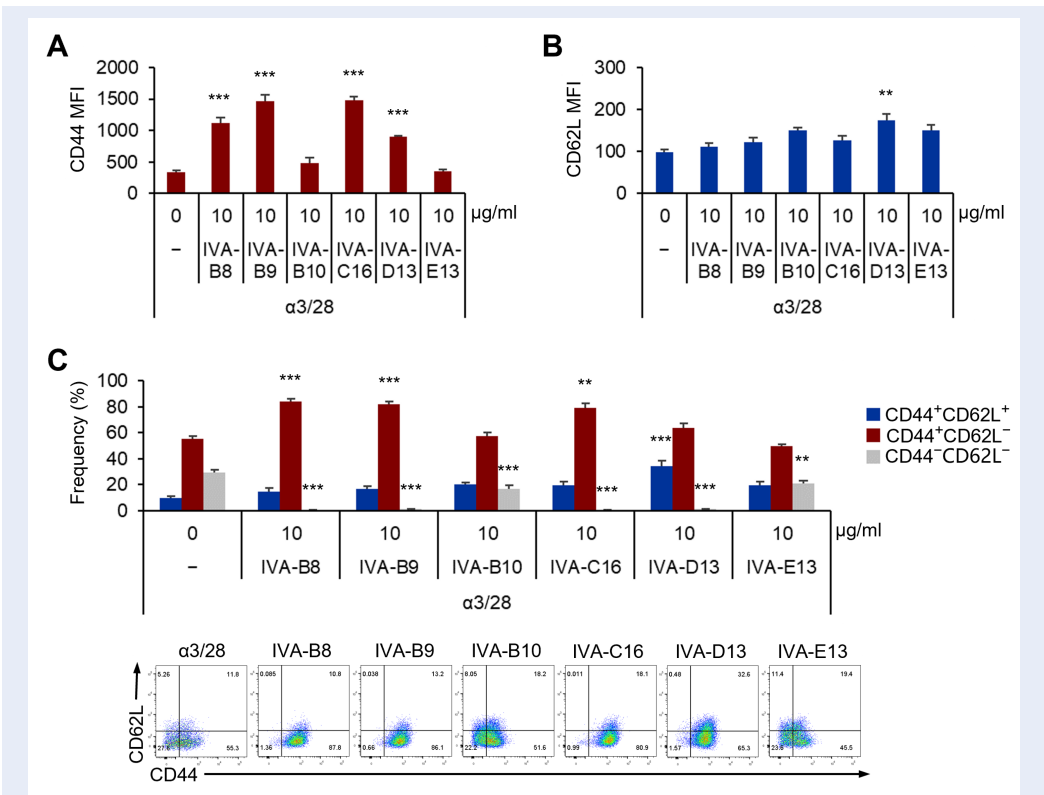 A
CD44 MFI
2000
1500
1000
500
0
*** *** *** ***
0 10 10 10 10 10 10 µg/ml
– IVA-B8 IVA-B9 IVA-B10 IVA-C16 IVA-D13 IVA-E13
α3/28
B
CD62L MFI
300
200
100
0
**
0 10 10 10 10 10 10 µg/ml
– IVA-B8 IVA-B9 IVA-B10 IVA-C16 IVA-D13 IVA-E13
α3/28
C
Frequency (%)
100
80
60
40
20
0
*** *** *** *** *** ** *** *** *** **
CD44+CD62L+
CD44+CD62L−
CD44−CD62L−
0 10 10 10 10 10 10 µg/ml
– IVA-B8 IVA-B9 IVA-B10 IVA-C16 IVA-D13 IVA-E13
α3/28
α3/28 IVA-B8 IVA-B9 IVA-B10 IVA-C16 IVA-D13 IVA-E13
5.26 11.8 0.085 10.8 0.038 13.2 8.05 18.2 0.011 18.1 0.48 32.6 11.4 19.4
55.3 1.36 87.8 0.66 86.1 22.2 51.6 0.99 80.9 1.57 65.3 45.5
CD62L
CD44